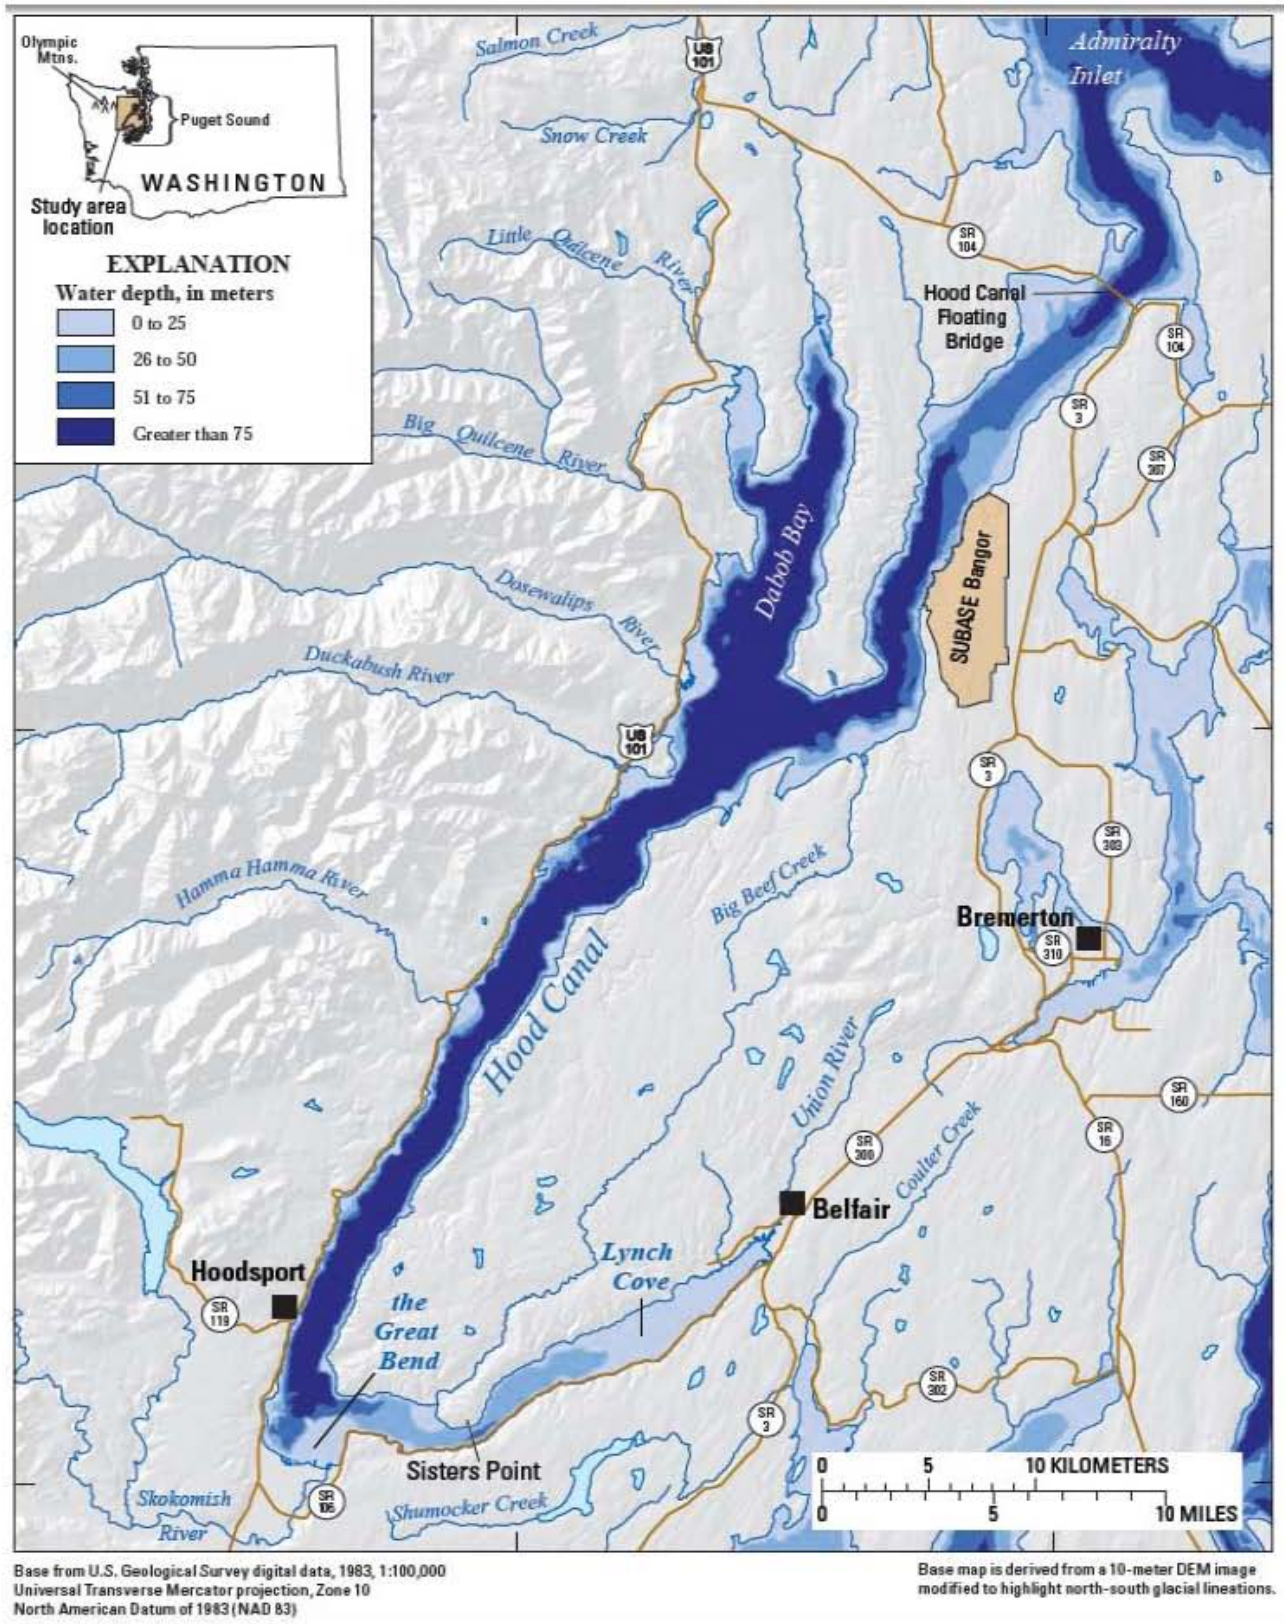 Olympic
Mtns.
Puget Sound
WASHINGTON
Study area
location
EXPLANATION
Water depth, in meters
0 to 25
26 to 50
51 to 75
Greater than 75
Salmon Creek
US
101
Admiralty
Inlet
Snow Creek
Little Quilcene River
SR
104
Hood Canal
Floating
Bridge
SR
104
SR
3
Big Quilcene River
SR
307
Dabob Bay
SUBASE Bangor
Dosewalips River
Duckabush River
US
101
SR
3
SR
303
Hamma Hamma River
Big Beef Creek
Bremerton
SR
310
Hood Canal
Union River
SR
160
SR
16
SR
300
Coulter Creek
Belfair
Lynch
Cove
Hoodsport
SR
119
the
Great
Bend
SR
302
SR
3
Sisters Point
Skokomish
River
SR
106
Shumocker Creek
0 5 10 KILOMETERS
0 5 10 MILES
Base from U.S. Geological Survey digital data, 1983, 1:100,000
Universal Transverse Mercator projection, Zone 10
North American Datum of 1983 (NAD 83)
Base map is derived from a 10-meter DEM image
modified to highlight north-south glacial lineations.